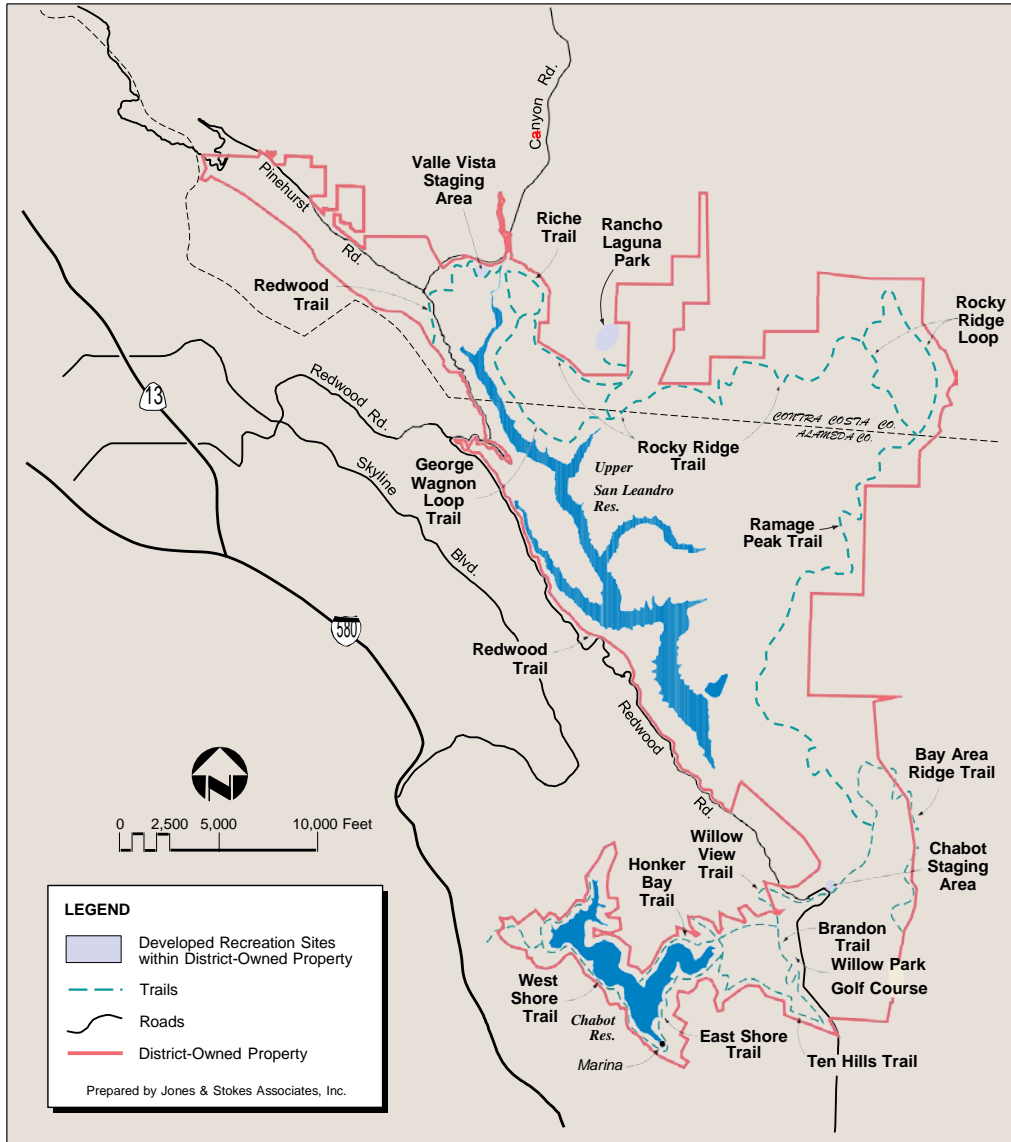 Canyon Rd.
Valle Vista
Staging
Area
Pinehurst
Rd.
Riche
Trail
Rancho
Laguna
Park
Redwood
Trail
Rocky
Ridge
Loop
13
Redwood Rd.
CONTRA COSTA CO.
ALAMEDA CO.
Rocky Ridge
Trail
George
Wagnon
Loop
Trail
Skyline
Blvd.
Upper
San Leandro
Res.
Ramage
Peak Trail
580
Redwood
Trail
Redwood
Rd.
Bay Area
Ridge Trail
N
0 2,500 5,000 10,000 Feet
Willow
View
Trail
Honker
Bay
Trail
Chabot
Staging
Area
Brandon
Trail
Willow Park
Golf Course
West
Shore
Trail
Chabot
Res.
Marina
East Shore
Trail
Ten Hills Trail
LEGEND
Developed Recreation Sites
within District-Owned Property
Trails
Roads
District-Owned Property
Prepared by Jones & Stokes Associates, Inc.